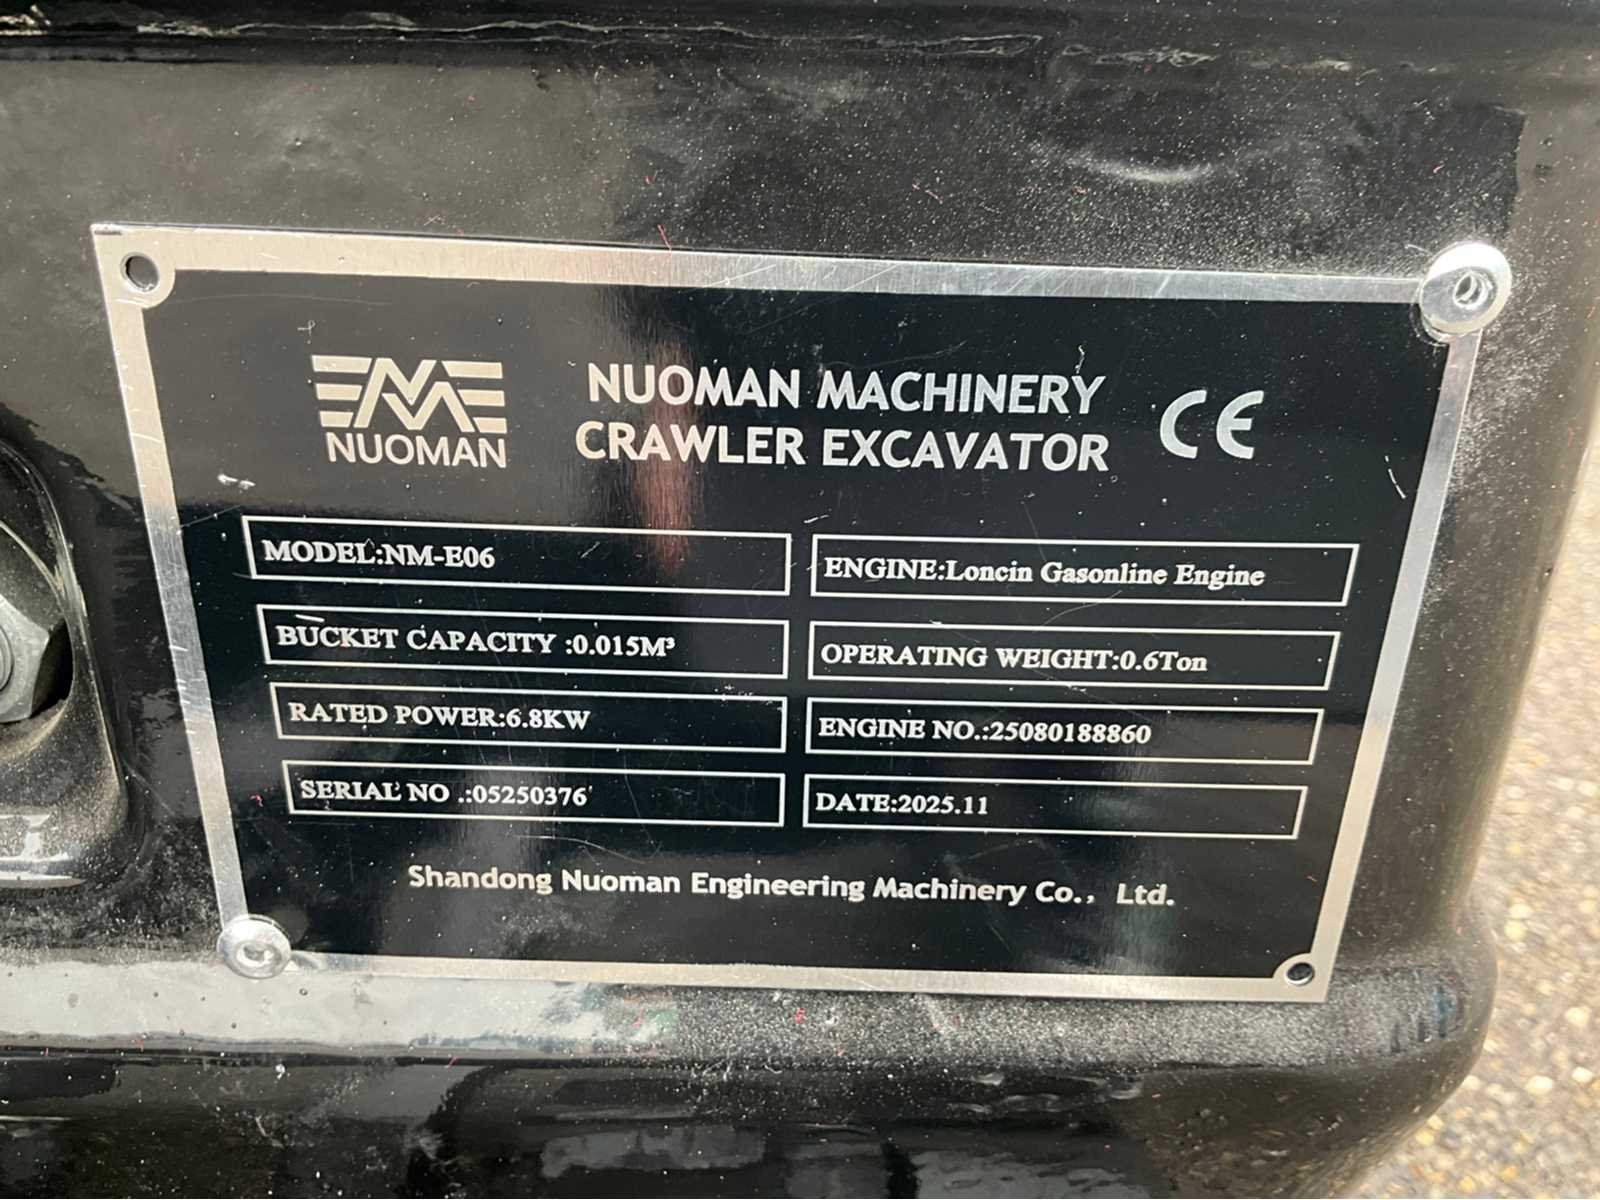 NUOMAN
NUOMAN MACHINERY
CRAWLER EXCAVATOR
CE
MODEL:NM-E06
ENGINE:Loncin Gasonline Engine
BUCKET CAPACITY :0.015M³
OPERATING WEIGHT:0.6Ton
RATED POWER:6.8KW
ENGINE NO.:25080188860
SERIAL NO .:05250376
DATE:2025.11
Shandong Nuoman Engineering Machinery Co.,  Ltd.